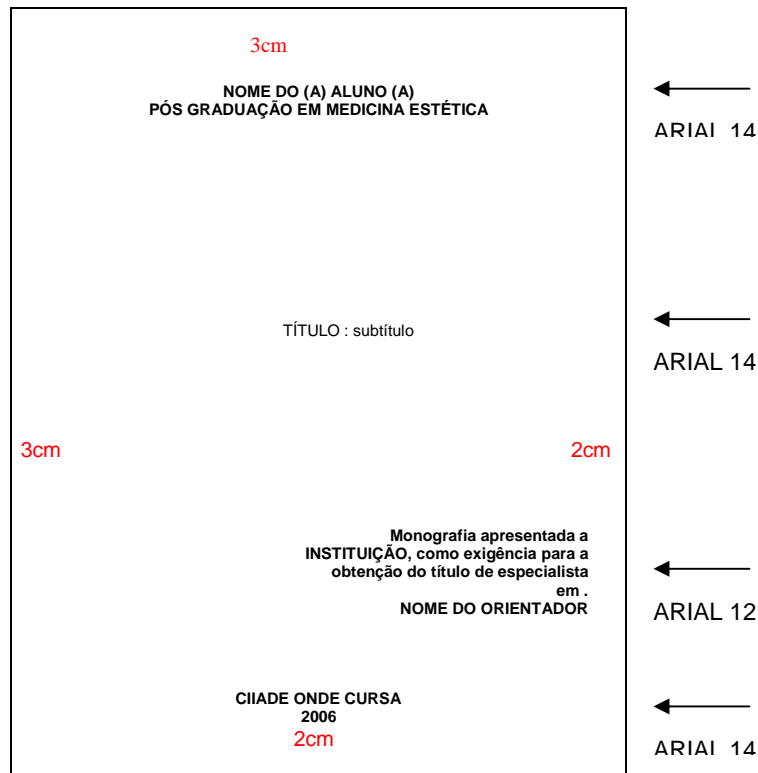 3cm
NOME DO (A) ALUNO (A)
PÓS GRADUAÇÃO EM MEDICINA ESTÉTICA
ARIAL 14
TÍTULO : subtítulo
ARIAL 14
3cm
2cm
Monografia apresentada a
INSTITUIÇÃO, como exigência para a
obtenção do título de especialista
em .
NOME DO ORIENTADOR
ARIAL 12
CIIADE ONDE CURSA
2006
2cm
ARIAL 14